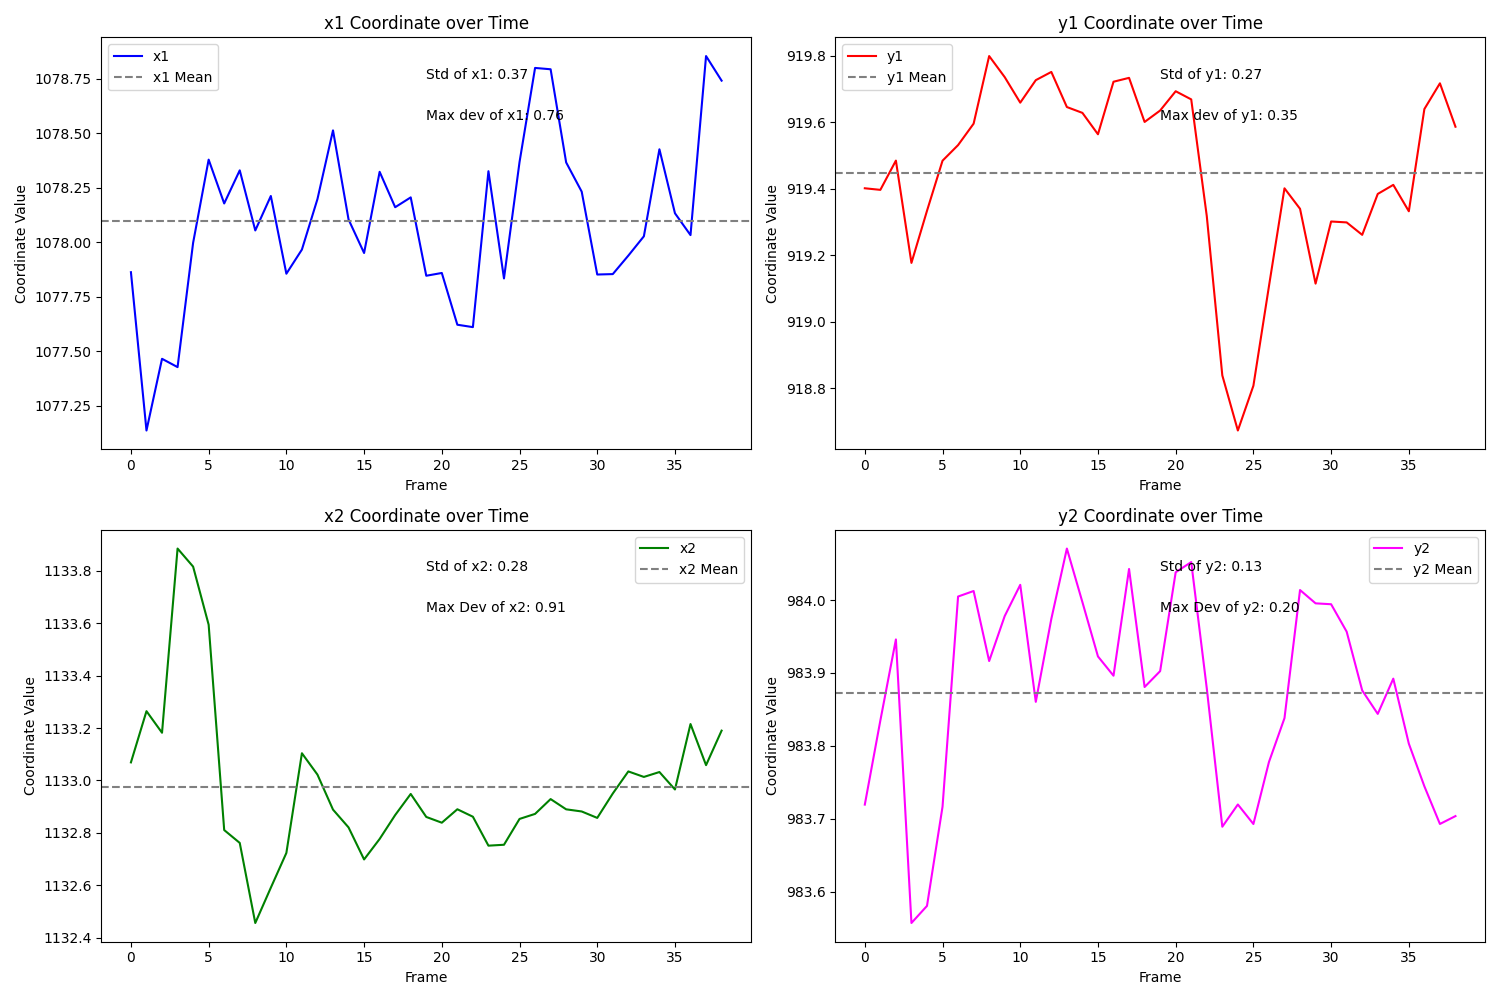 x1 Coordinate over Time
x1
x1 Mean
Std of x1: 0.37
Max dev of x1: 0.76
Coordinate Value
1078.75
1078.50
1078.25
1078.00
1077.75
1077.50
1077.25
0 5 10 15 20 25 30 35
Frame
y1 Coordinate over Time
y1
y1 Mean
Std of y1: 0.27
Max dev of y1: 0.35
Coordinate Value
919.8
919.6
919.4
919.2
919.0
918.8
0 5 10 15 20 25 30 35
Frame
x2 Coordinate over Time
x2
x2 Mean
Std of x2: 0.28
Max Dev of x2: 0.91
Coordinate Value
1133.8
1133.6
1133.4
1133.2
1133.0
1132.8
1132.6
1132.4
0 5 10 15 20 25 30 35
Frame
y2 Coordinate over Time
y2
y2 Mean
Std of y2: 0.13
Max Dev of y2: 0.20
Coordinate Value
984.0
983.9
983.8
983.7
983.6
0 5 10 15 20 25 30 35
Frame